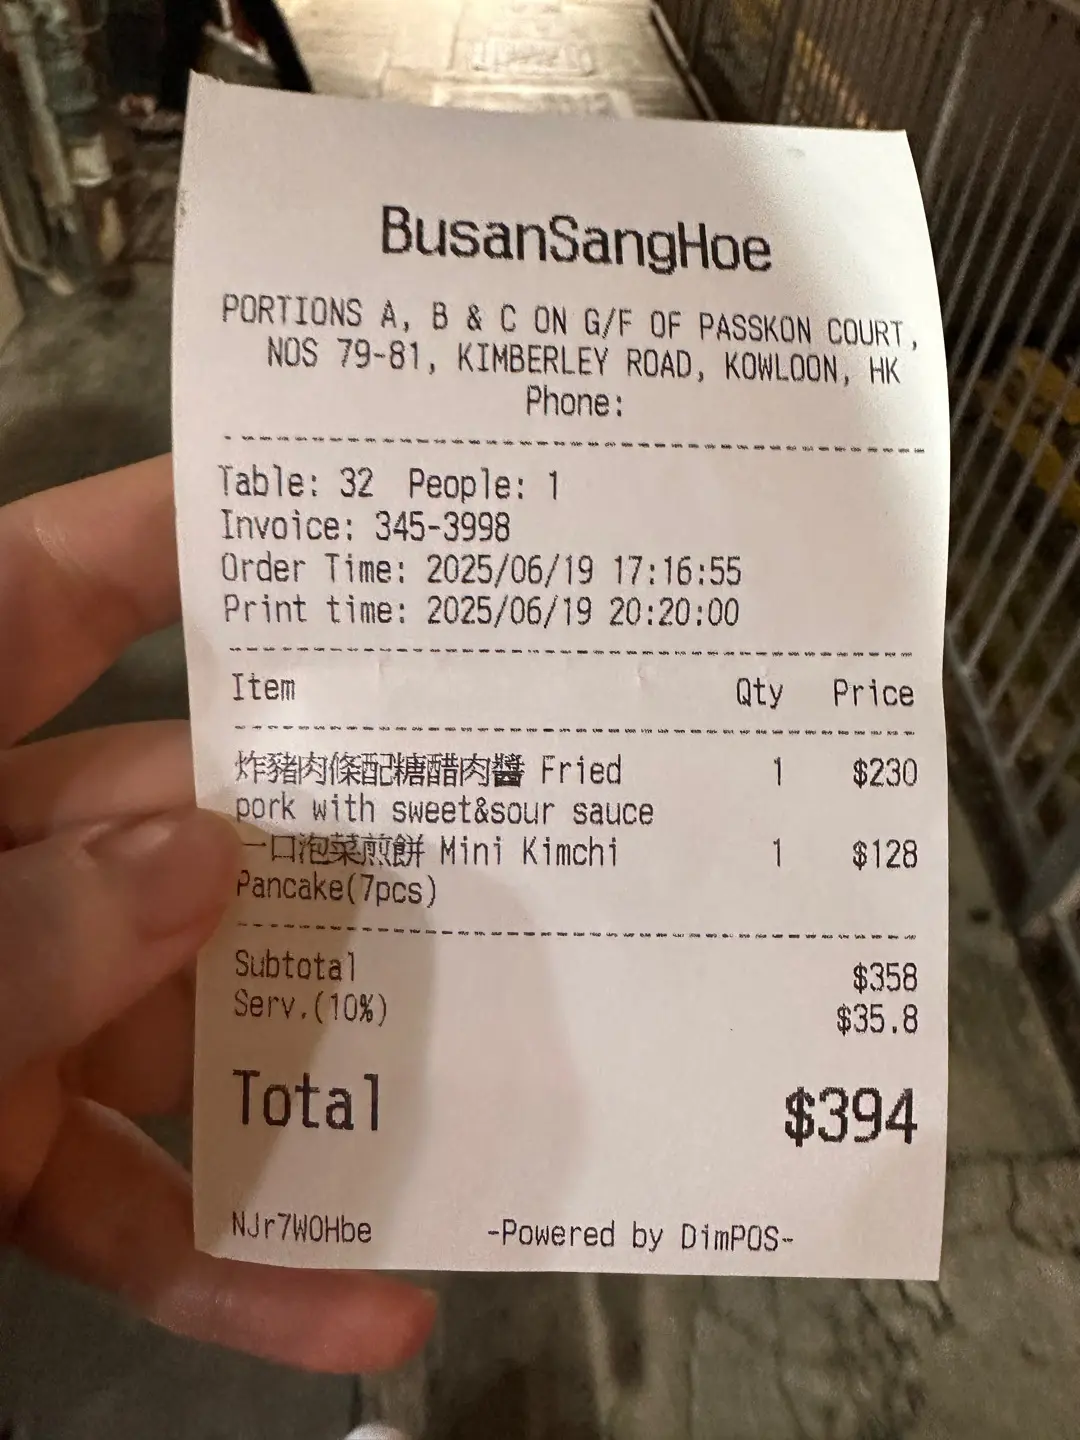 BusanSangHoe
PORTIONS A, B & C ON G/F OF PASSKON COURT,
NOS 79-81, KIMBERLEY ROAD, KOWLOON, HK
Phone:
Table: 32 People: 1
Invoice: 345-3998
Order Time: 2025/06/19 17:16:55
Print time: 2025/06/19 20:20:00
Item Qty Price
炸豬肉條配糖醋肉醬 Fried 1 $230
pork with sweet&sour sauce
一口泡菜煎餅 Mini Kimchi 1 $128
Pancake(7pcs)
Subtotal $358
Serv.(10%) $35.8
Total $394
NJr7WOHbe -Powered by DimPOS-